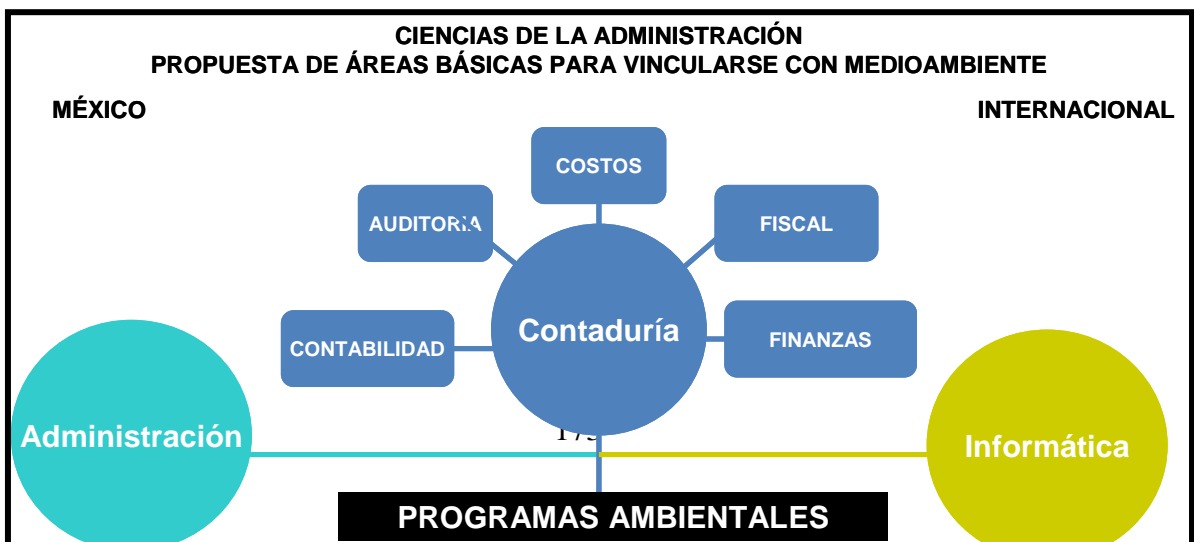 CIENCIAS DE LA ADMINISTRACIÓN
PROPUESTA DE ÁREAS BÁSICAS PARA VINCULARSE CON MEDIOAMBIENTE
MÉXICO
INTERNACIONAL
COSTOS
AUDITORÍA
FISCAL
Contaduría
CONTABILIDAD
FINANZAS
Administración
Informática
PROGRAMAS AMBIENTALES